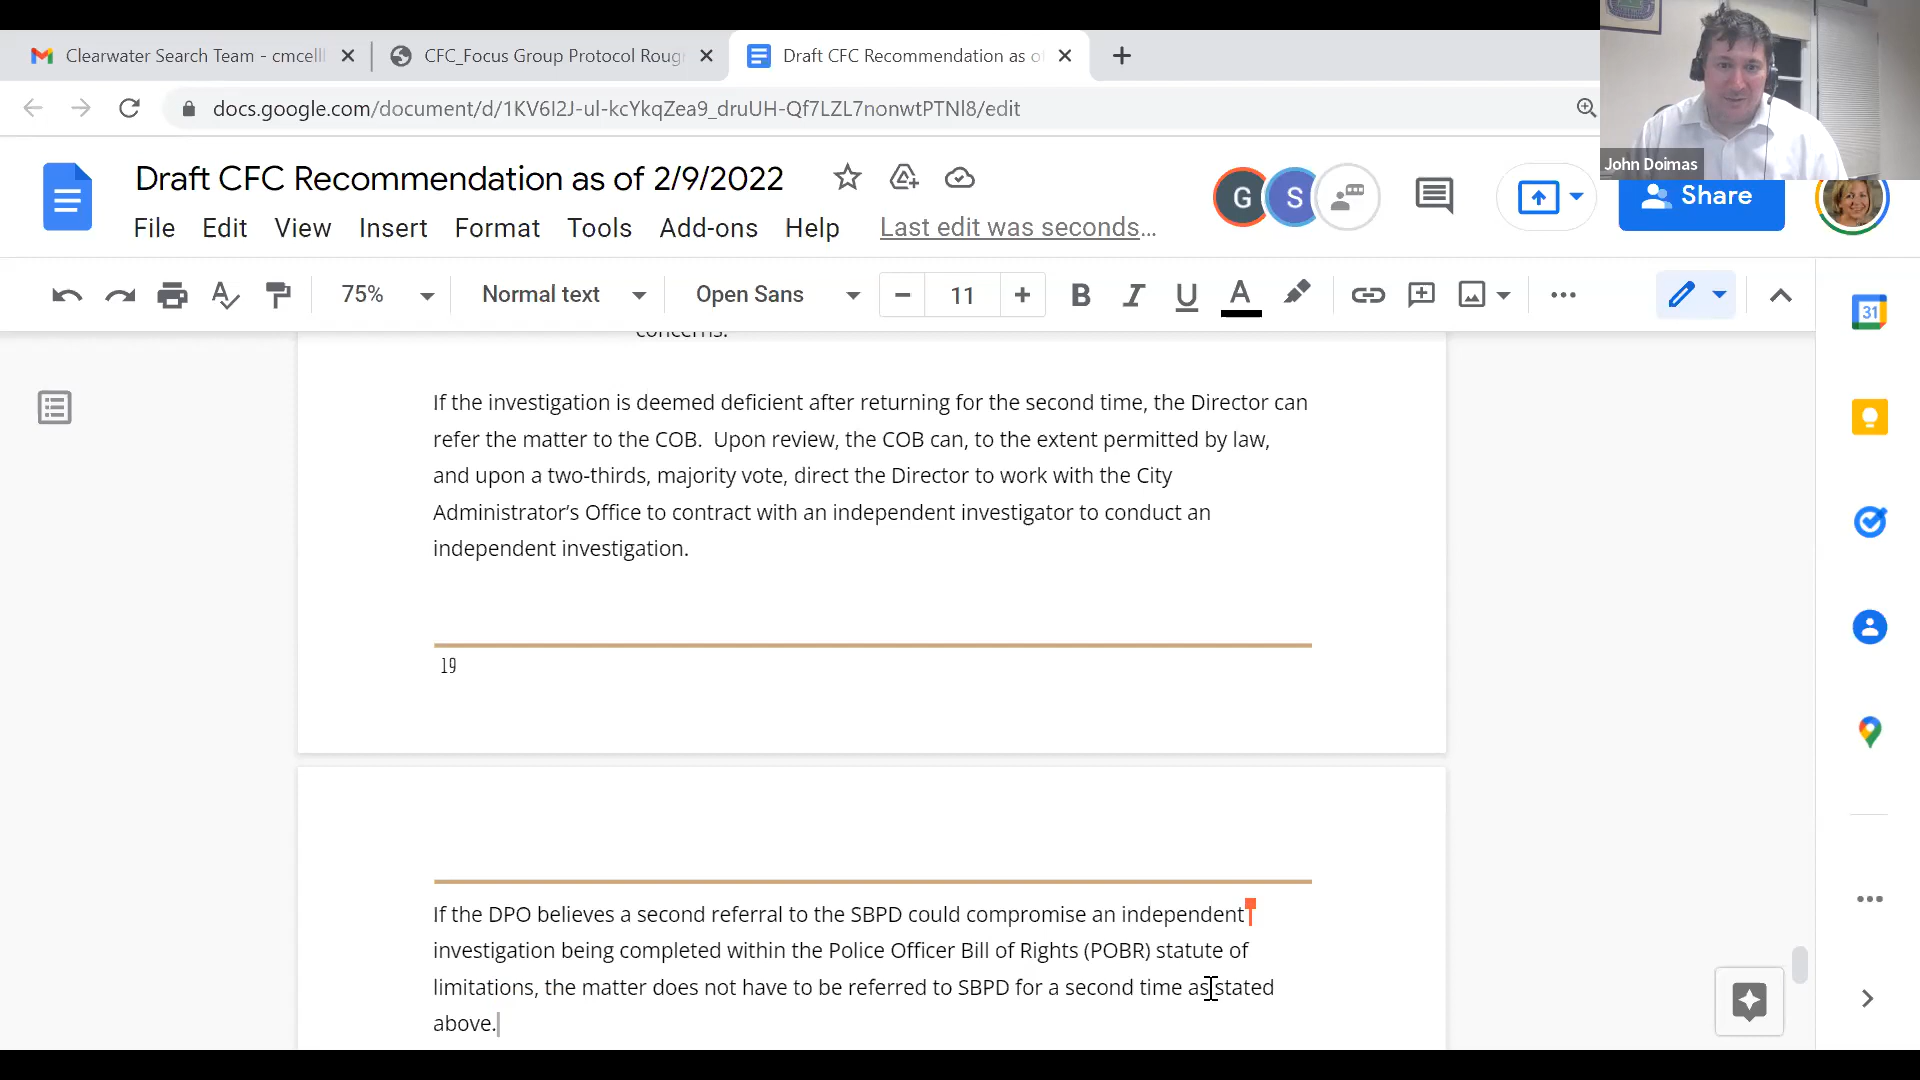 Clearwater Search Team - cmcelll
CFC_Focus Group Protocol Roug
Draft CFC Recommendation as of
docs.google.com/document/d/1KV6l2J-ul-kcYkqZea9_druUH-Qf7LZL7nonwtPTNl8/edit
John Doimas
Draft CFC Recommendation as of 2/9/2022
G
S
Share
File Edit View Insert Format Tools Add-ons Help Last edit was seconds…
75% Normal text Open Sans 11 B I U A
31
concerns.
If the investigation is deemed deficient after returning for the second time, the Director can
refer the matter to the COB. Upon review, the COB can, to the extent permitted by law,
and upon a two-thirds, majority vote, direct the Director to work with the City
Administrator's Office to contract with an independent investigator to conduct an
independent investigation.
19
If the DPO believes a second referral to the SBPD could compromise an independent
investigation being completed within the Police Officer Bill of Rights (POBR) statute of
limitations, the matter does not have to be referred to SBPD for a second time as stated
above.